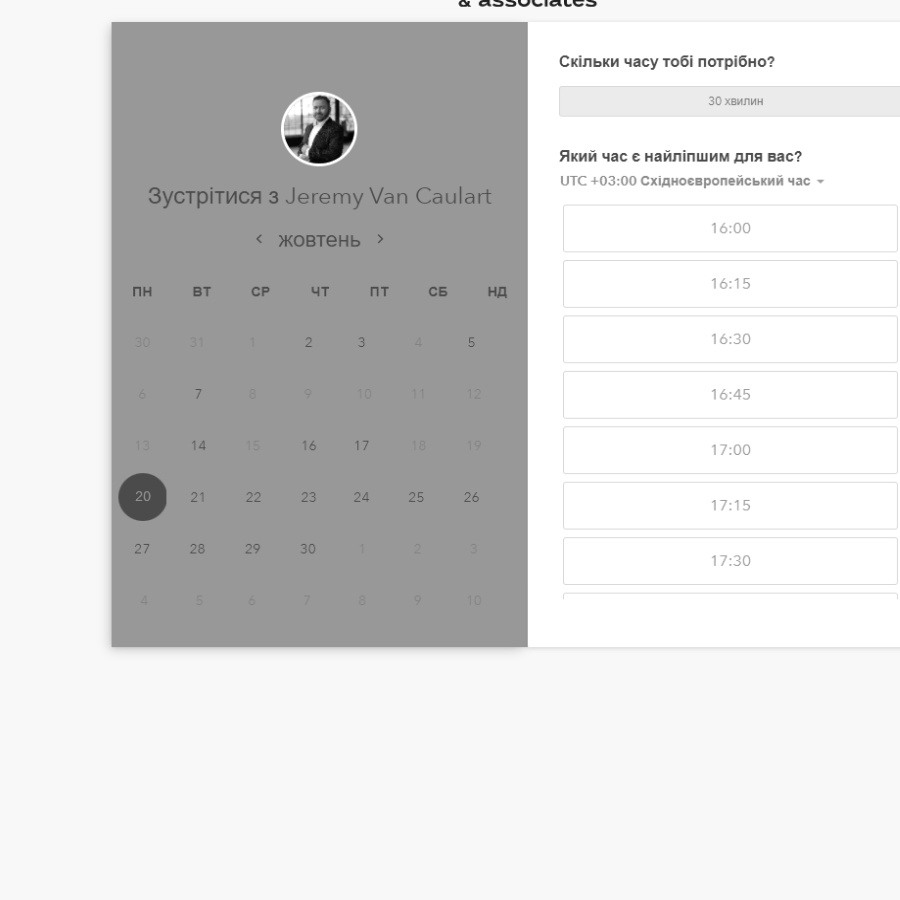 & associates
Зустрітися з Jeremy Van Caulart
жовтень
ПН ВТ СР ЧТ ПТ СБ НД
30 31 1 2 3 4 5
6 7 8 9 10 11 12
13 14 15 16 17 18 19
20 21 22 23 24 25 26
27 28 29 30 1 2 3
4 5 6 7 8 9 10
Скільки часу тобі потрібно?
30 хвилин
Який час є найліпшим для вас?
UTC +03:00 Східноєвропейський час
16:00
16:15
16:30
16:45
17:00
17:15
17:30